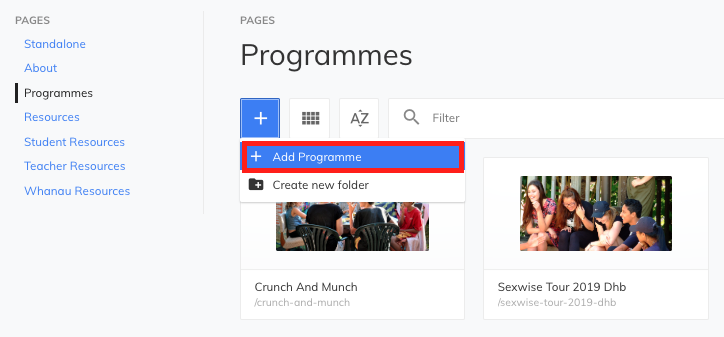 PAGES
Standalone
About
Programmes
Resources
Student Resources
Teacher Resources
Whanau Resources
PAGES
Programmes
AZ
Filter
Add Programme
Create new folder
Crunch And Munch
/crunch-and-munch
Sexwise Tour 2019 Dhb
/sexwise-tour-2019-dhb